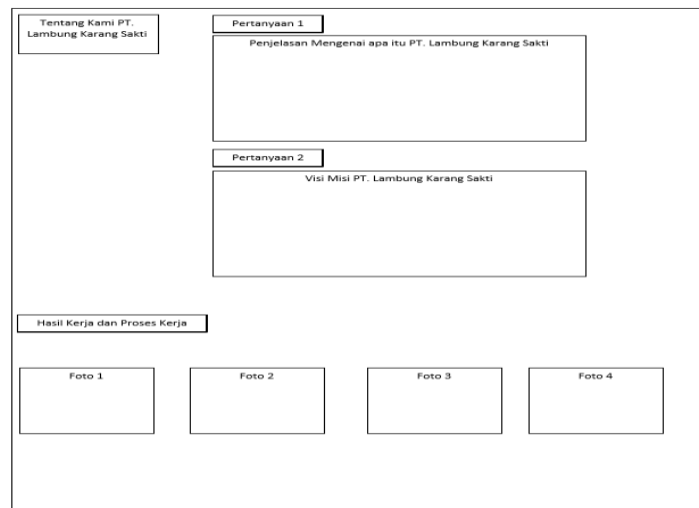 Tentang Kami PT.
Lambung Karang Sakti
Pertanyaan 1
Penjelasan Mengenai apa itu PT. Lambung Karang Sakti
Pertanyaan 2
Visi Misi PT. Lambung Karang Sakti
Hasil Kerja dan Proses Kerja
Foto 1
Foto 2
Foto 3
Foto 4